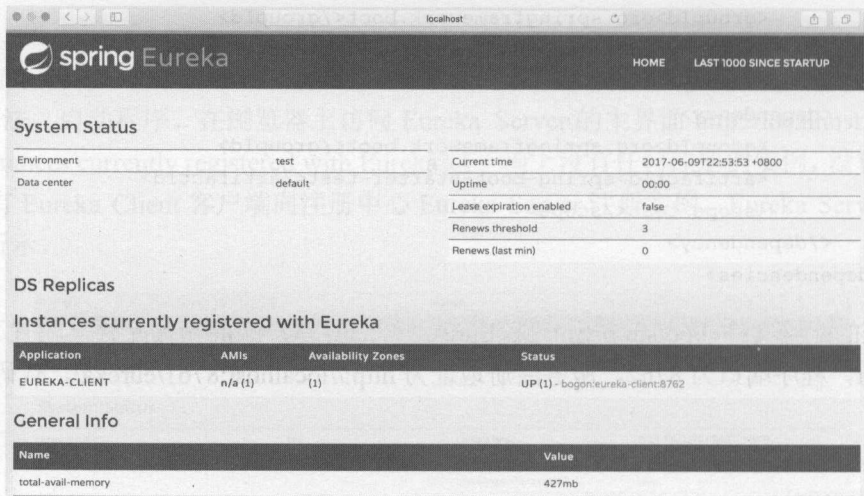 localhost
spring Eureka
HOME LAST 1000 SINCE STARTUP
System Status
Environment test
Data center default
Current time 2017-06-09T22:53:53 +0800
Uptime 00:00
Lease expiration enabled false
Renews threshold 3
Renews (last min) 0
DS Replicas
Instances currently registered with Eureka
Application AMIs Availability Zones Status
EUREKA-CLIENT n/a (1) (1) UP (1) - bogon:eureka-client:8762
General Info
Name Value
total-avail-memory 427mb